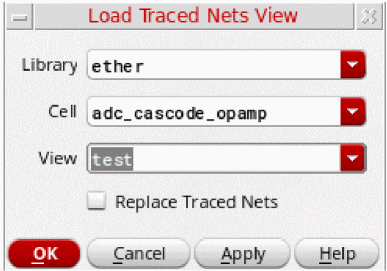 Load Traced Nets View
Library ether
Cell adc_cascode_opamp
View test
Replace Traced Nets
OK Cancel Apply Help